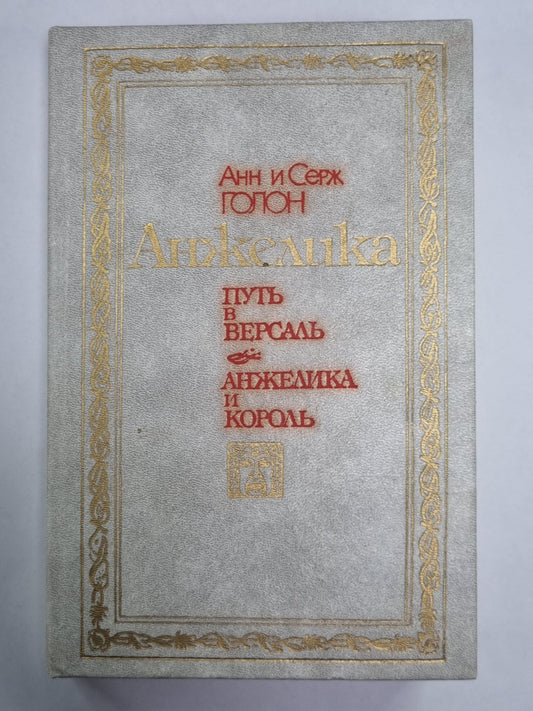 Анн и Серж
ГОЛОН
Анжелика
ПУТЬ
В
ВЕРСАЛЬ
АНЖЕЛИКА
И
КОРОЛЬ